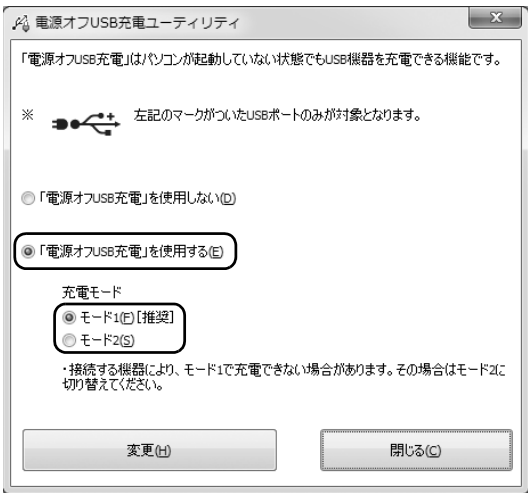 電源オフUSB充電ユーティリティ
「電源オフUSB充電」はパソコンが起動していない状態でもUSB機器を充電できる機能です。
※ 左記のマークがついたUSBポートのみが対象となります。
「電源オフUSB充電」を使用しない(D)
「電源オフUSB充電」を使用する(E)
充電モード
モード1(F) [推奨]
モード2(S)
・接続する機器により、モード1で充電できない場合があります。その場合はモード2に
切り替えてください。
変更(H)
閉じる(C)